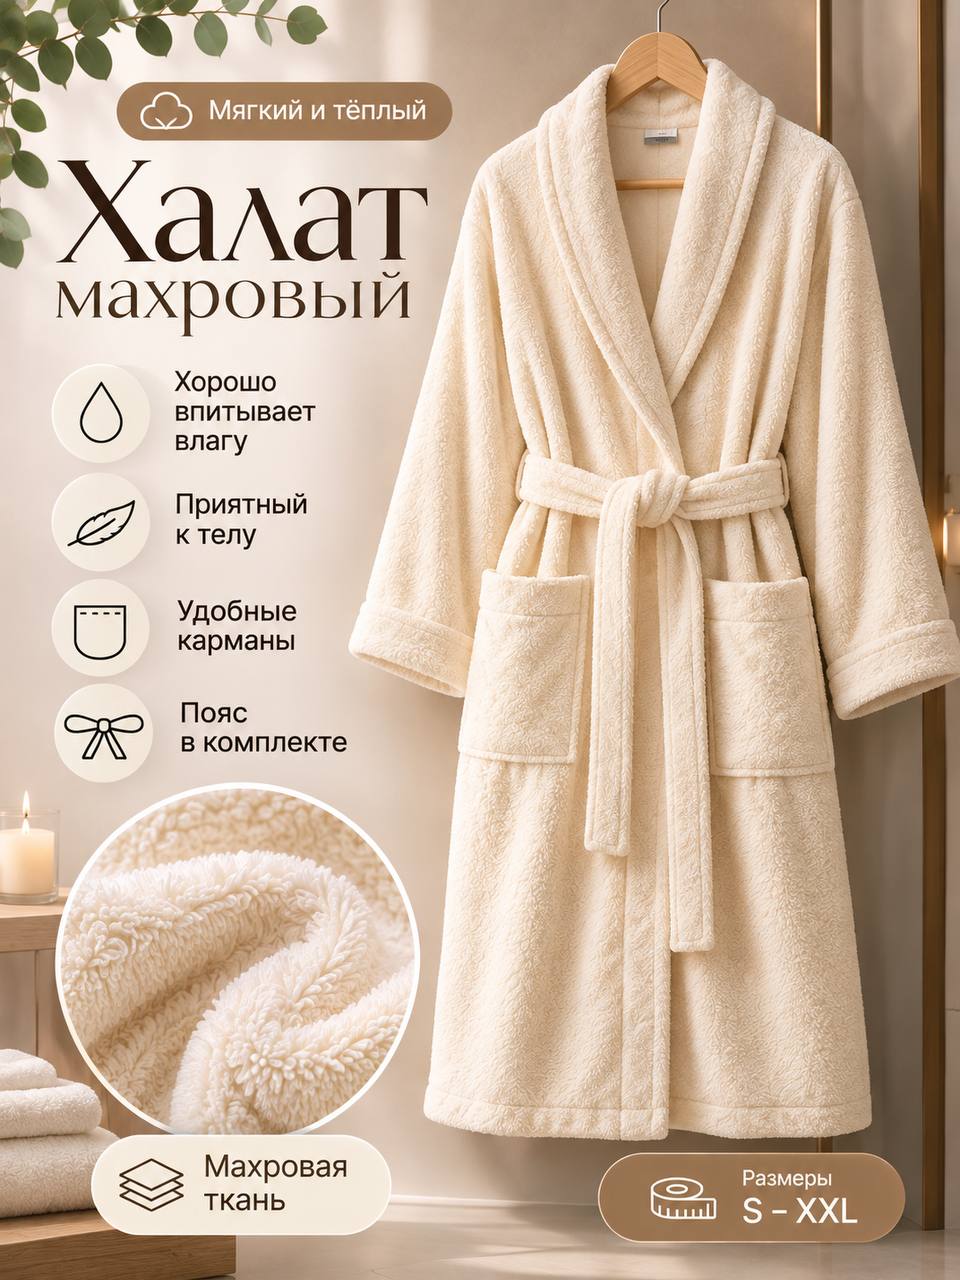 Мягкий и тёплый
Халат
махровый
Хорошо
впитывает
влагу
Приятный
к телу
Удобные
карманы
Пояс
в комплекте
Махровая
ткань
Размеры
S – XXL